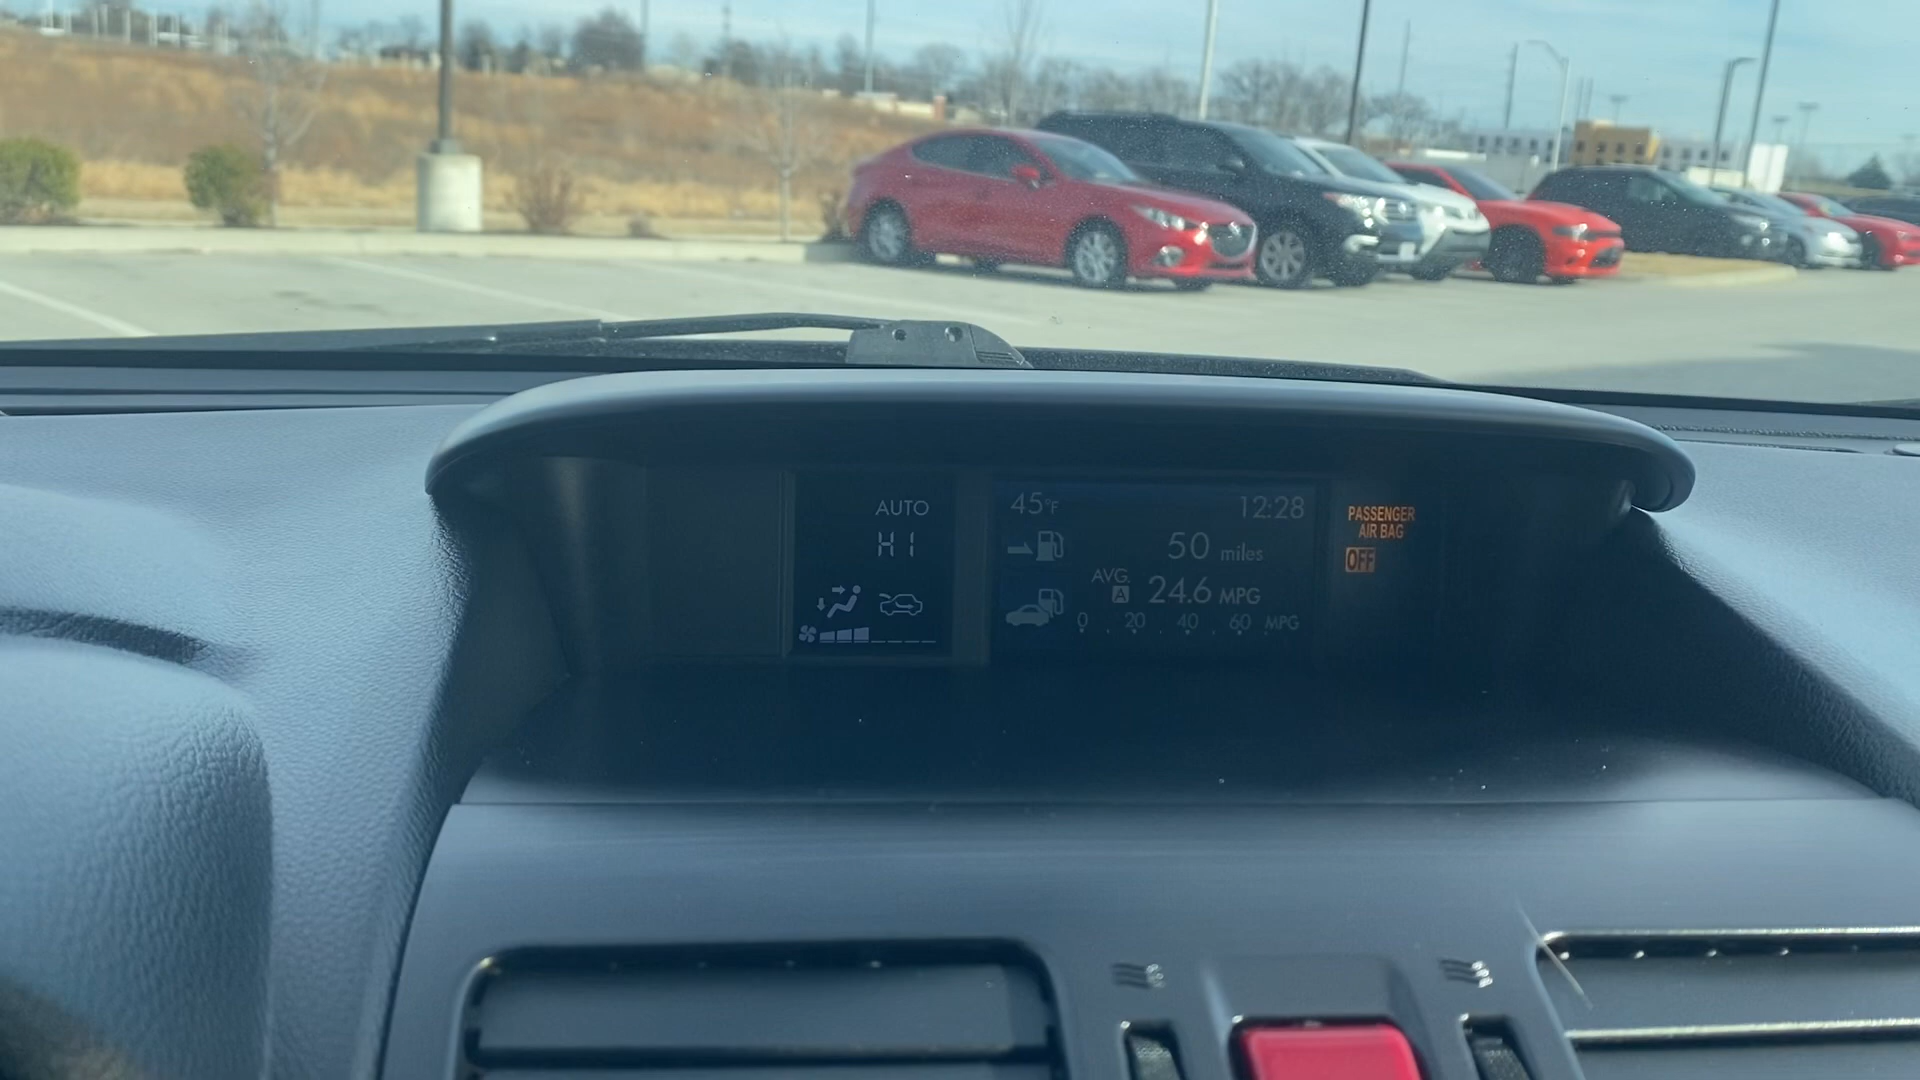 AUTO
HI
45°F 12:28
50 miles
AVG.
A 24.6 MPG
0 20 40 60 MPG
PASSENGER
AIR BAG
OFF